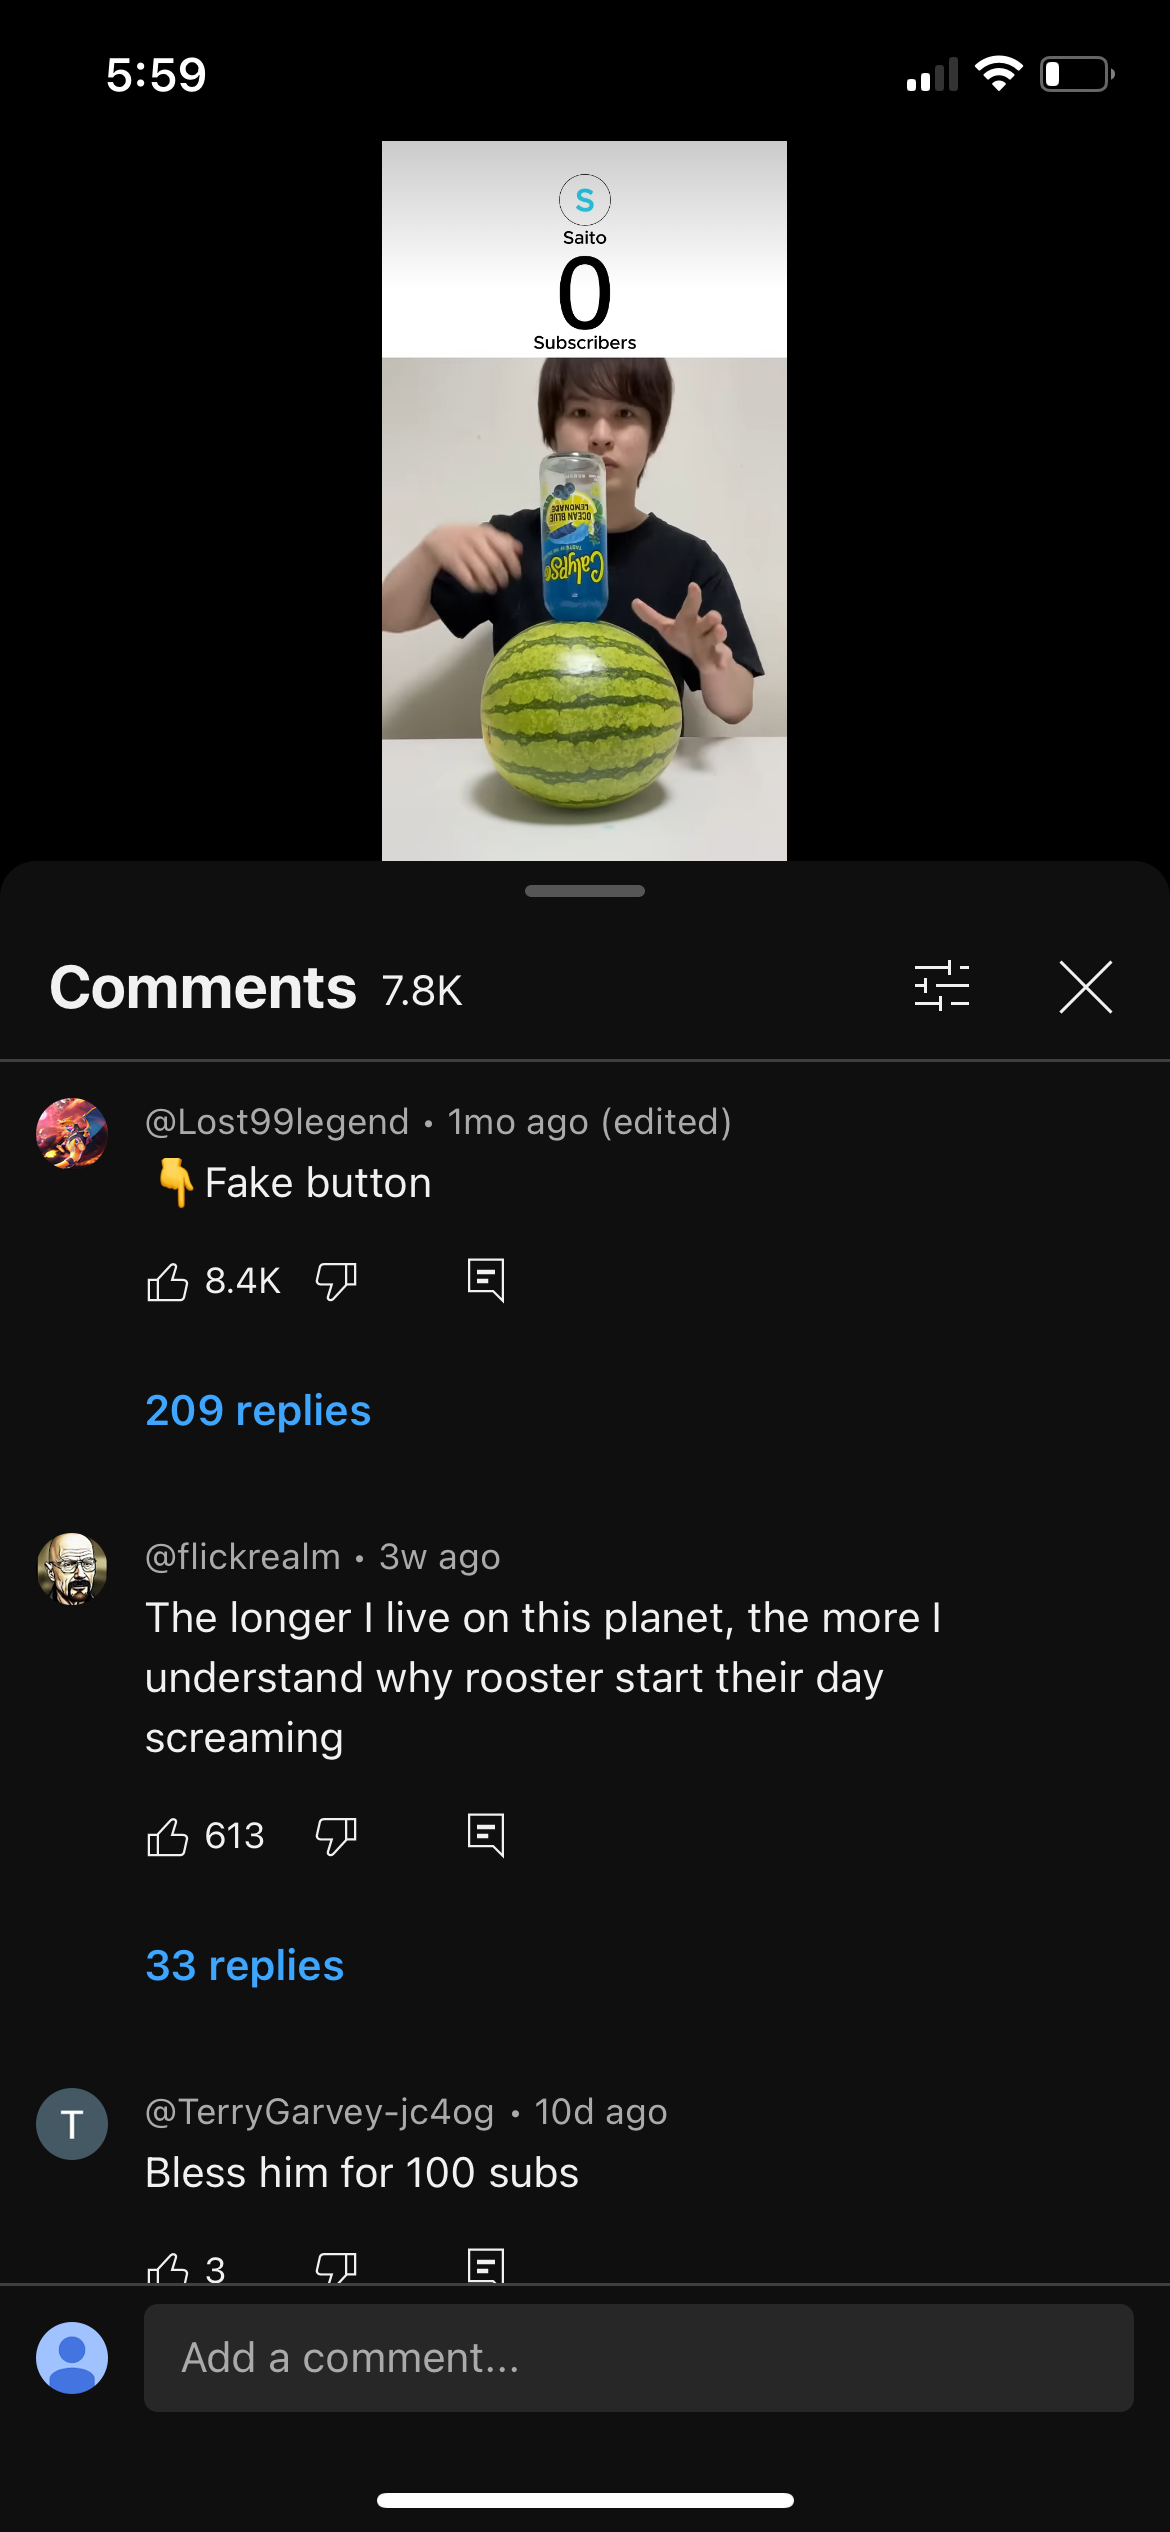 5:59
S
Saito
0
Subscribers
OCEAN BLUE
LEMONADE
Calypso
Comments 7.8K
@Lost99legend • 1mo ago (edited)
👇Fake button
8.4K
209 replies
@flickrealm • 3w ago
The longer I live on this planet, the more I
understand why rooster start their day
screaming
613
33 replies
T
@TerryGarvey-jc4og • 10d ago
Bless him for 100 subs
3
Add a comment...